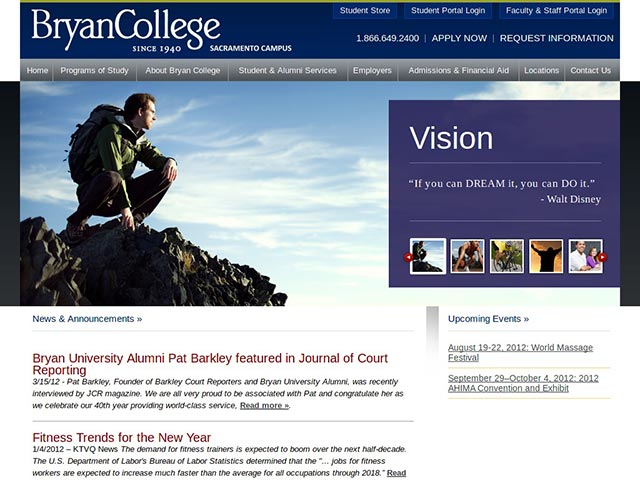 Student Store
Student Portal Login
Faculty & Staff Portal Login
BryanCollege
SINCE 1940
SACRAMENTO CAMPUS
1.866.649.2400 | APPLY NOW | REQUEST INFORMATION
Home
Programs of Study
About Bryan College
Student & Alumni Services
Employers
Admissions & Financial Aid
Locations
Contact Us
Vision
“If you can DREAM it, you can DO it.”
- Walt Disney
News & Announcements »
Bryan University Alumni Pat Barkley featured in Journal of Court
Reporting
3/15/12 - Pat Barkley, Founder of Barkley Court Reporters and Bryan University Alumni, was recently
interviewed by JCR magazine. We are all very proud to be associated with Pat and congratulate her as
we celebrate our 40th year providing world-class service, Read more ».
Fitness Trends for the New Year
1/4/2012 – KTVQ News The demand for fitness trainers is expected to boom over the next half-decade.
The U.S. Department of Labor's Bureau of Labor Statistics determined that the "... jobs for fitness
workers are expected to increase much faster than the average for all occupations through 2018." Read
Upcoming Events »
August 19-22, 2012: World Massage
Festival
September 29–October 4, 2012: 2012
AHIMA Convention and Exhibit